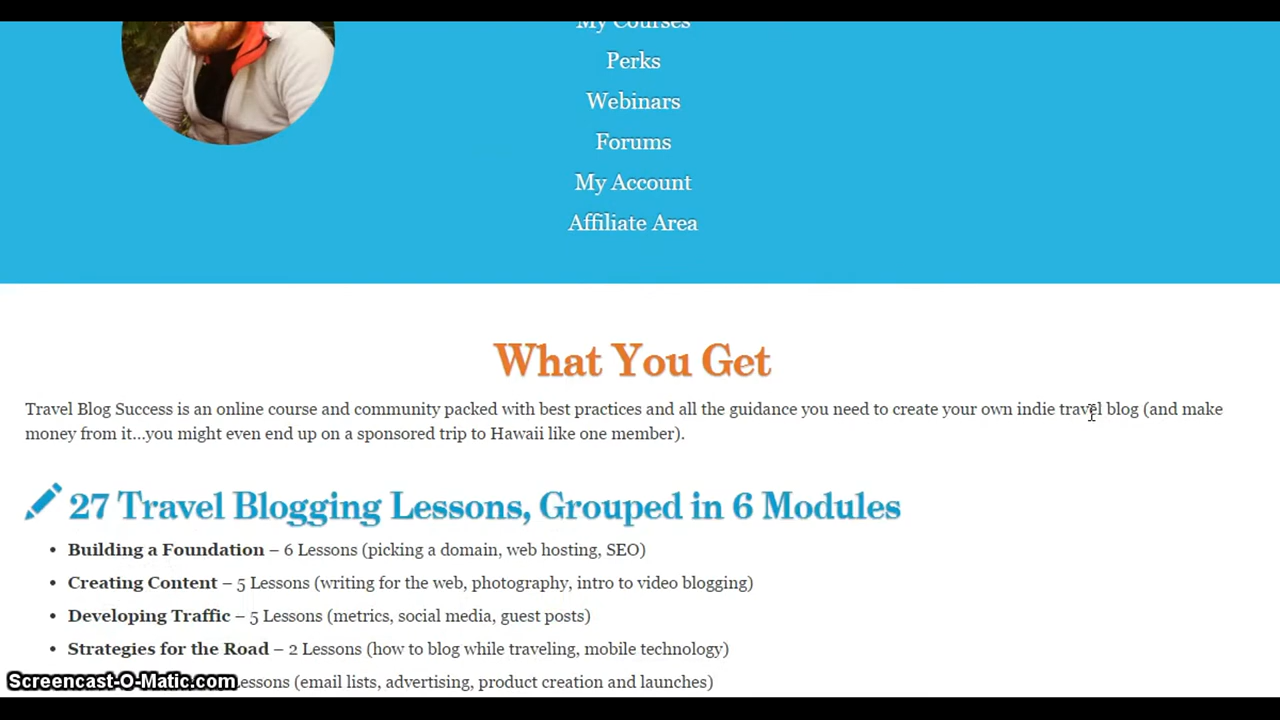 My Courses
Perks
Webinars
Forums
My Account
Affiliate Area
What You Get
Travel Blog Success is an online course and community packed with best practices and all the guidance you need to create your own indie travel blog (and make
money from it...you might even end up on a sponsored trip to Hawaii like one member).
27 Travel Blogging Lessons, Grouped in 6 Modules
• Building a Foundation – 6 Lessons (picking a domain, web hosting, SEO)
• Creating Content – 5 Lessons (writing for the web, photography, intro to video blogging)
• Developing Traffic – 5 Lessons (metrics, social media, guest posts)
• Strategies for the Road – 2 Lessons (how to blog while traveling, mobile technology)
Screencast-O-Matic.com essons (email lists, advertising, product creation and launches)